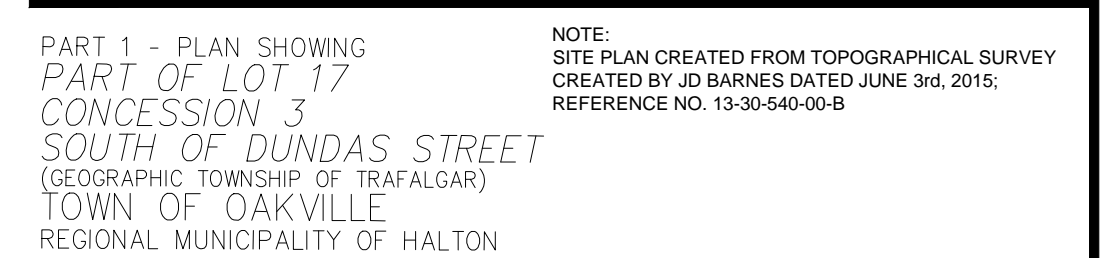 PART 1 - PLAN SHOWING
PART OF LOT 17
CONCESSION 3
SOUTH OF DUNDAS STREET
(GEOGRAPHIC TOWNSHIP OF TRAFALGAR)
TOWN OF OAKVILLE
REGIONAL MUNICIPALITY OF HALTON
NOTE:
SITE PLAN CREATED FROM TOPOGRAPHICAL SURVEY
CREATED BY JD BARNES DATED JUNE 3rd, 2015;
REFERENCE NO. 13-30-540-00-B